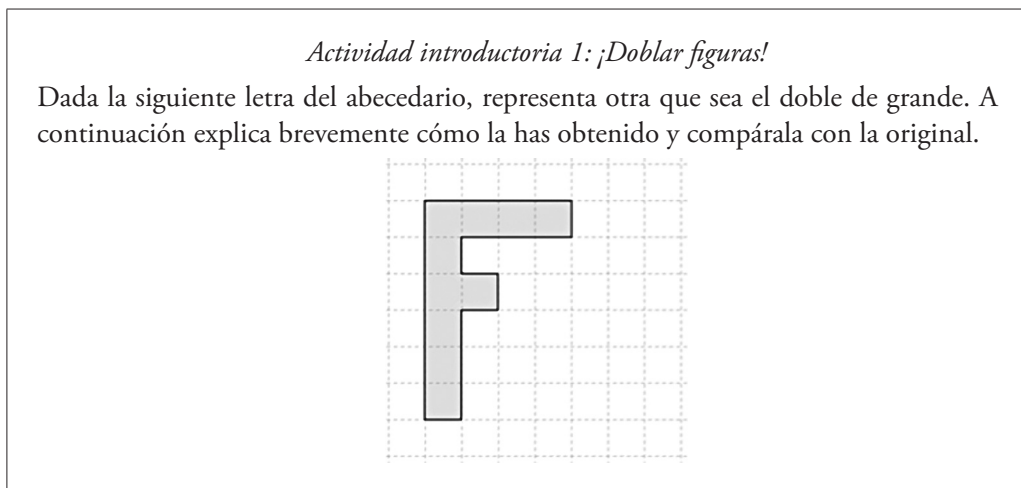 Actividad introductoria 1: ¡Doblar figuras!
Dada la siguiente letra del abecedario, representa otra que sea el doble de grande. A
continuación explica brevemente cómo la has obtenido y compárala con la original.